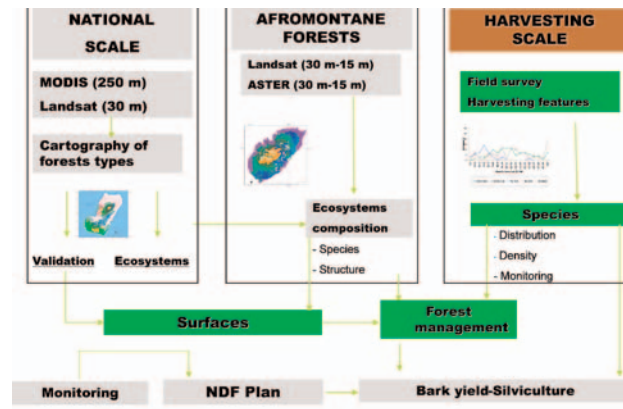 NATIONAL
SCALE
MODIS (250 m)
Landsat (30 m)
Cartography of
forests types
Validation
Ecosystems
AFROMONTANE
FORESTS
Landsat (30 m-15 m)
ASTER (30 m-15 m)
Ecosystems
composition
- Species
- Structure
HARVESTING
SCALE
Field survey
Harvesting features
Species
- Distribution
- Density
- Monitoring
Surfaces
Forest
management
Monitoring
NDF Plan
Bark yield-Silviculture